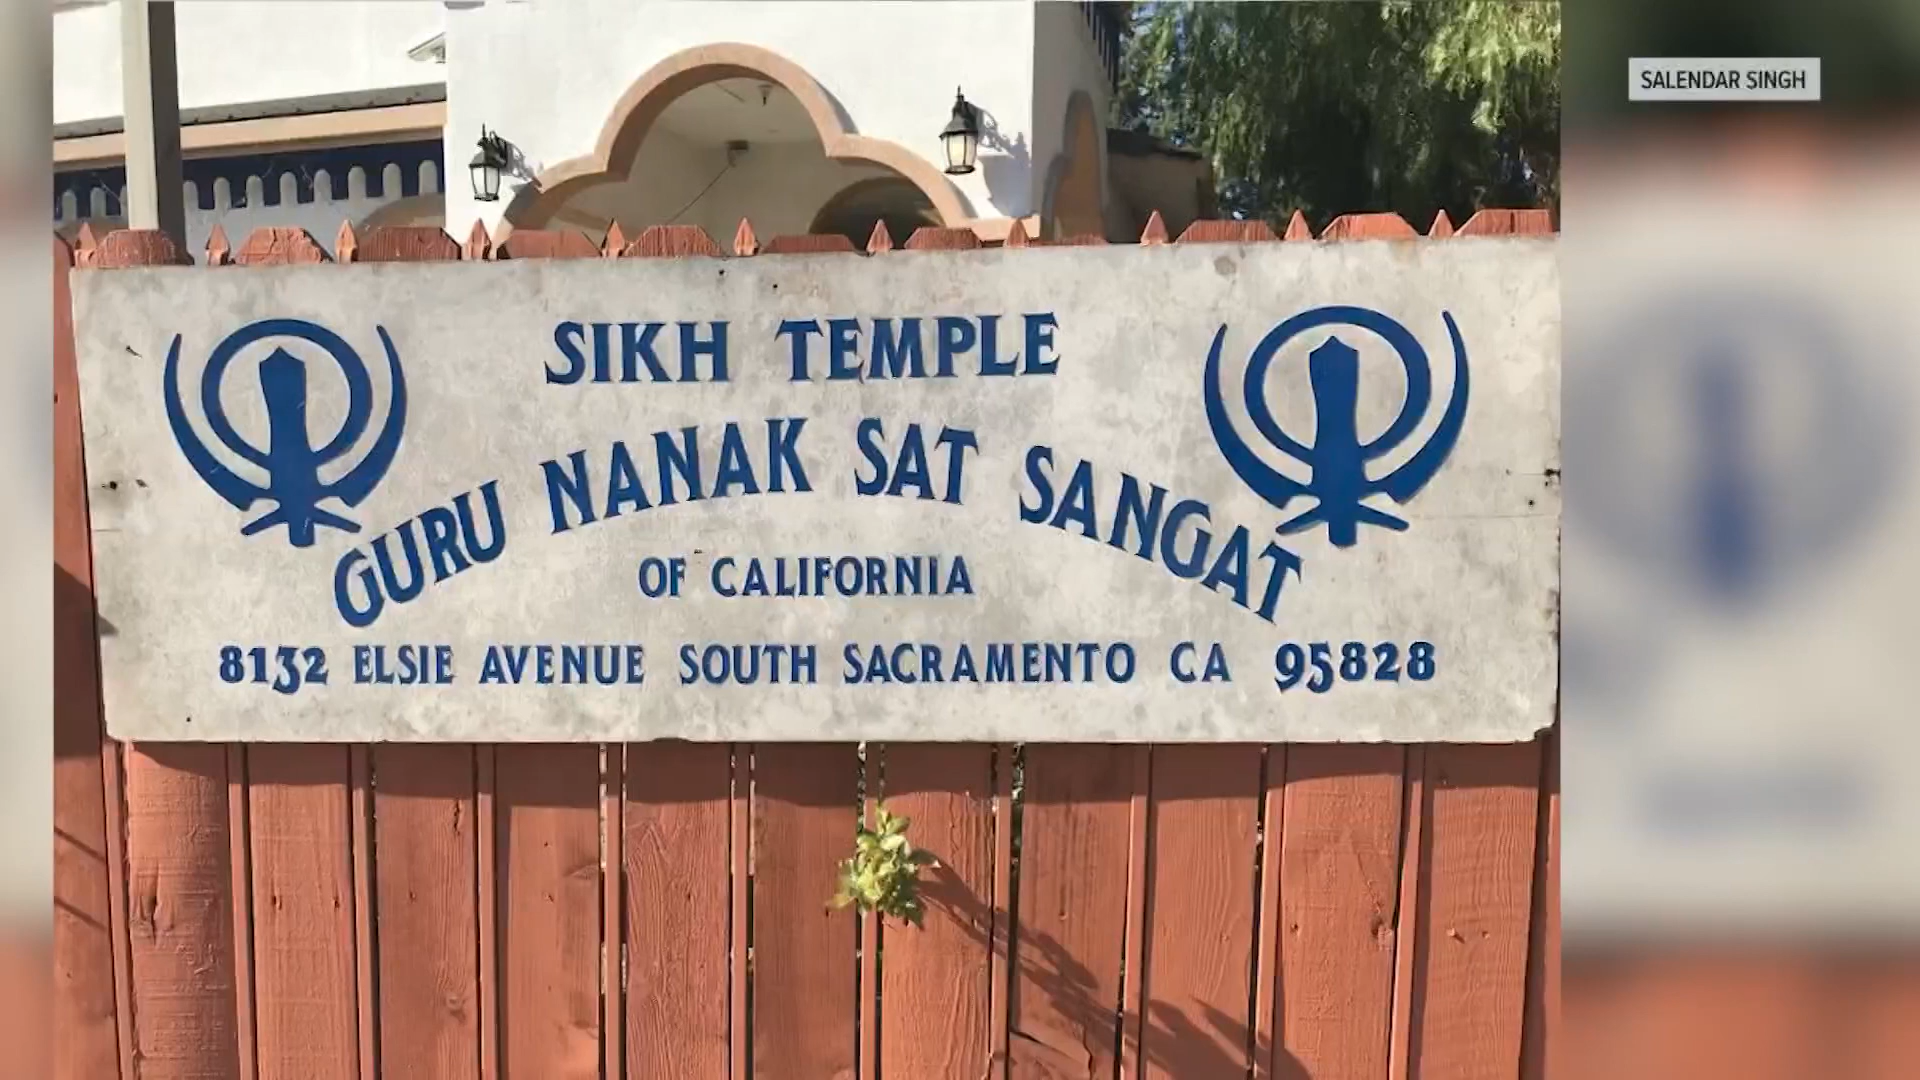 SALENDAR SINGH
SIKH TEMPLE
GURU NANAK SAT SANGAT
OF CALIFORNIA
8132 ELSIE AVENUE SOUTH SACRAMENTO CA 95828